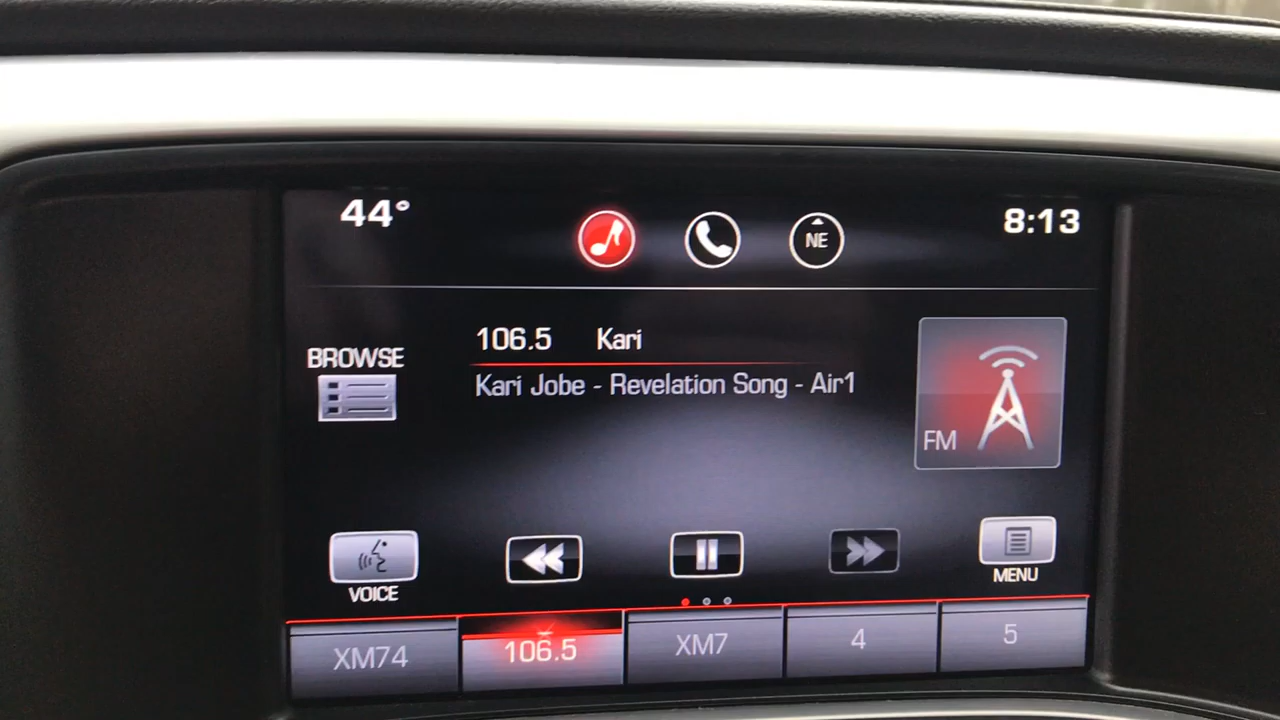 44°
NE
8:13
106.5 Kari
BROWSE
Kari Jobe - Revelation Song - Air1
FM
VOICE
MENU
XM74
106.5
XM7
4
5